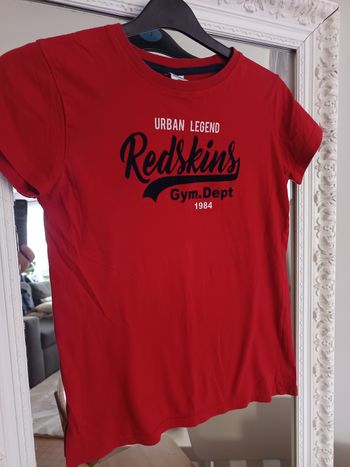 URBAN LEGEND
Redskins
Gym.Dept
1984